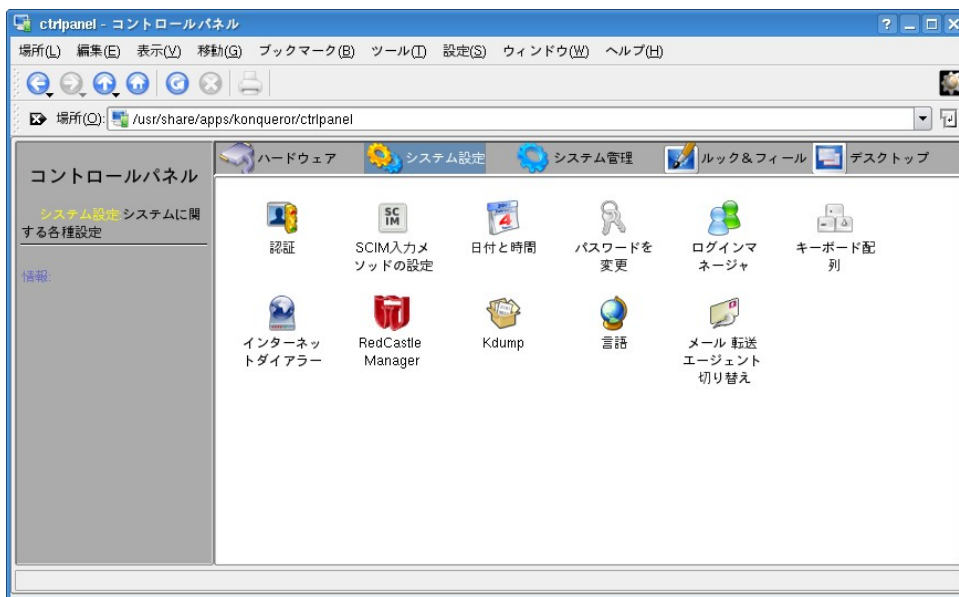 ctrlpanel - コントロールパネル
場所(L) 編集(E) 表示(V) 移動(G) ブックマーク(B) ツール(T) 設定(S) ウィンドウ(W) ヘルプ(H)
場所(O): /usr/share/apps/konqueror/ctrlpanel
コントロールパネル
システム設定:システムに関
する各種設定
情報:
ハードウェア システム設定 システム管理 ルック&フィール デスクトップ
認証
SC
IM
SCIM入力メ
ソッドの設定
4
日付と時間
パスワードを
変更
ログインマ
ネージャ
キーボード配
列
インターネッ
トダイアラー
RedCastle
Manager
Kdump
言語
メール 転送
エージェント
切り替え